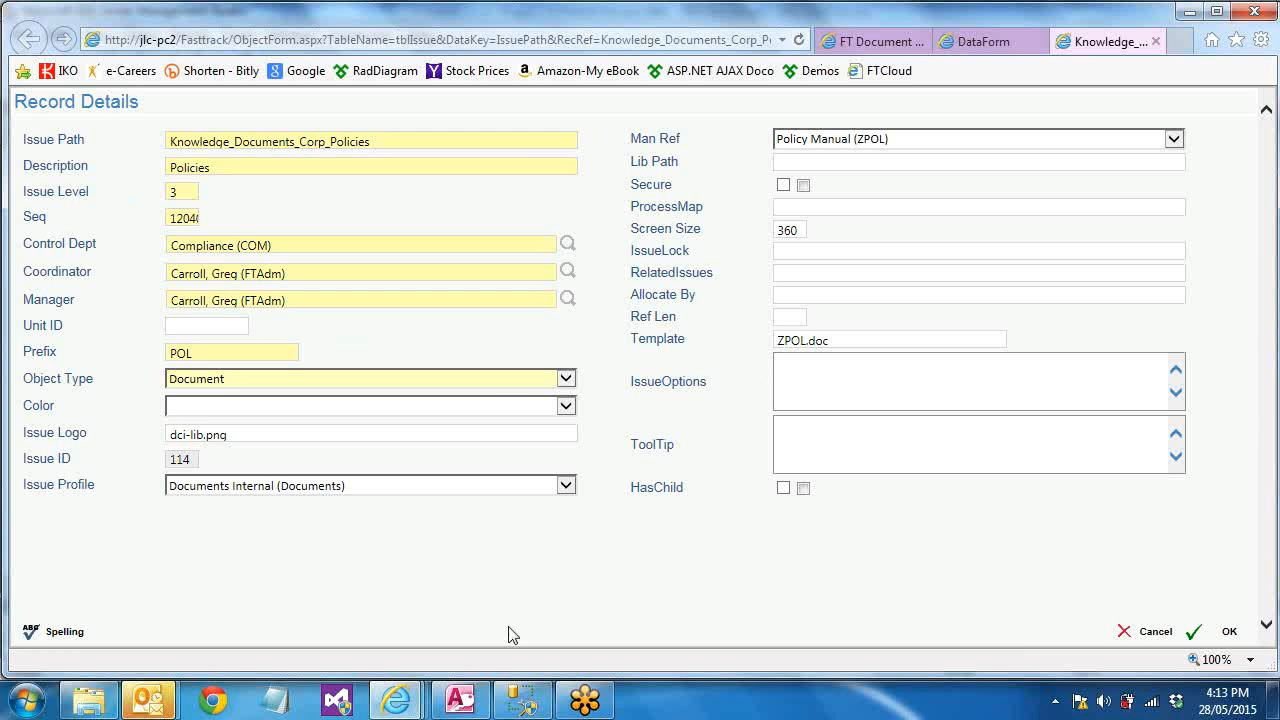 http://jlc-pc2/Fasttrack/ObjectForm.aspx?TableName=tblIssue&DataKey=IssuePath&RecRef=Knowledge_Documents_Corp_P
FT Document ...
DataForm
Knowledge_...
IKO
e-Careers
Shorten - Bitly
Google
RadDiagram
Stock Prices
Amazon-My eBook
ASP.NET AJAX Loco
Demos
FTCloud
Record Details
Issue Path
Knowledge_Documents_Corp_Policies
Description
Policies
Issue Level
3
Seq
1204
Control Dept
Compliance (COM)
Coordinator
Carroll, Greg (FTAdm)
Manager
Carroll, Greg (FTAdm)
Unit ID
Prefix
POL
Object Type
Document
Color
Issue Logo
dci-lib.png
Issue ID
114
Issue Profile
Documents Internal (Documents)
Man Ref
Policy Manual (ZPOL)
Lib Path
Secure
ProcessMap
Screen Size
360
IssueLock
RelatedIssues
Allocate By
Ref Len
Template
ZPOL.doc
IssueOptions
ToolTip
HasChild
ABC
Spelling
Cancel
OK
100%
4:13 PM
28/05/2015